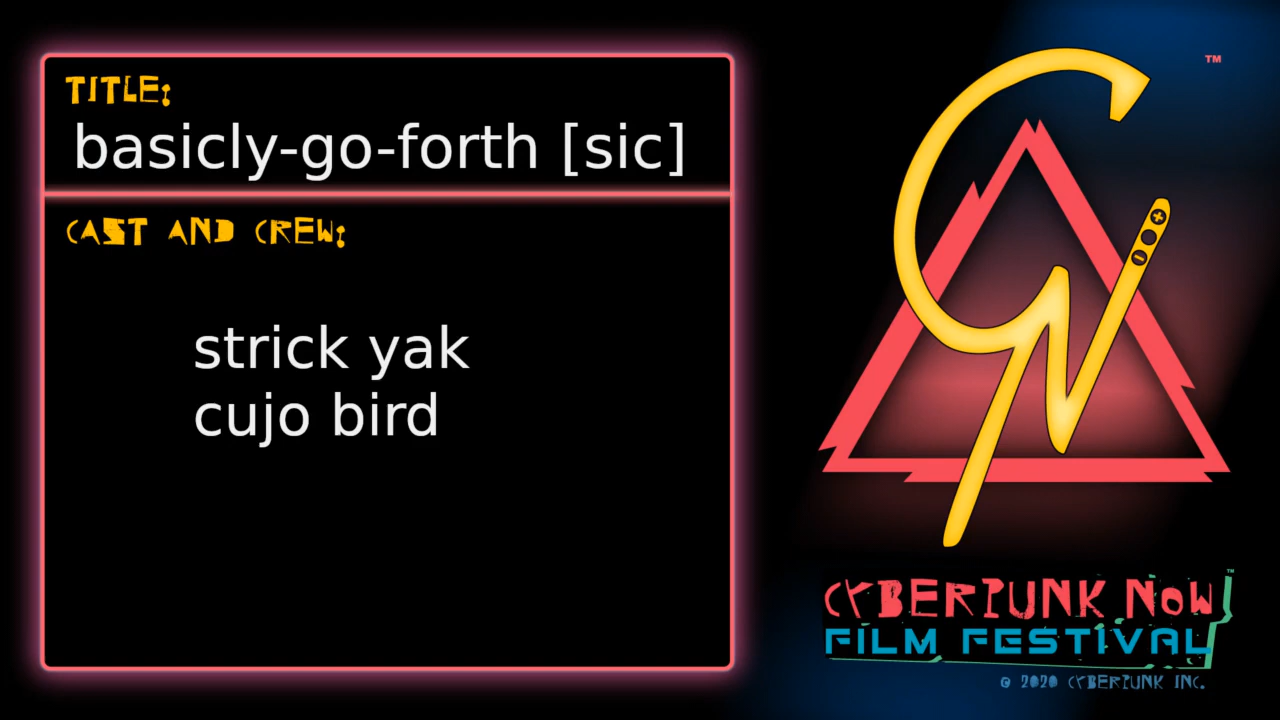 TITLE:
basicly-go-forth [sic]
CAST AND CREW:
strick yak
cujo bird
™
CYBERPUNK NOW™
FILM FESTIVAL
© 2020 CYBERPUNK INC.